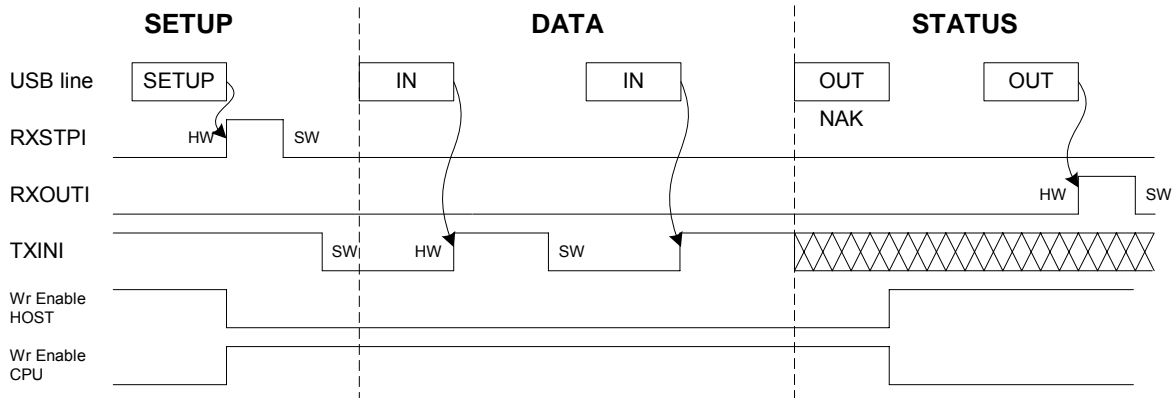 SETUP DATA STATUS
USB line SETUP IN IN OUT OUT
NAK
RXSTPI HW SW
RXOUTI HW SW
TXINI SW HW SW
Wr Enable
HOST
Wr Enable
CPU